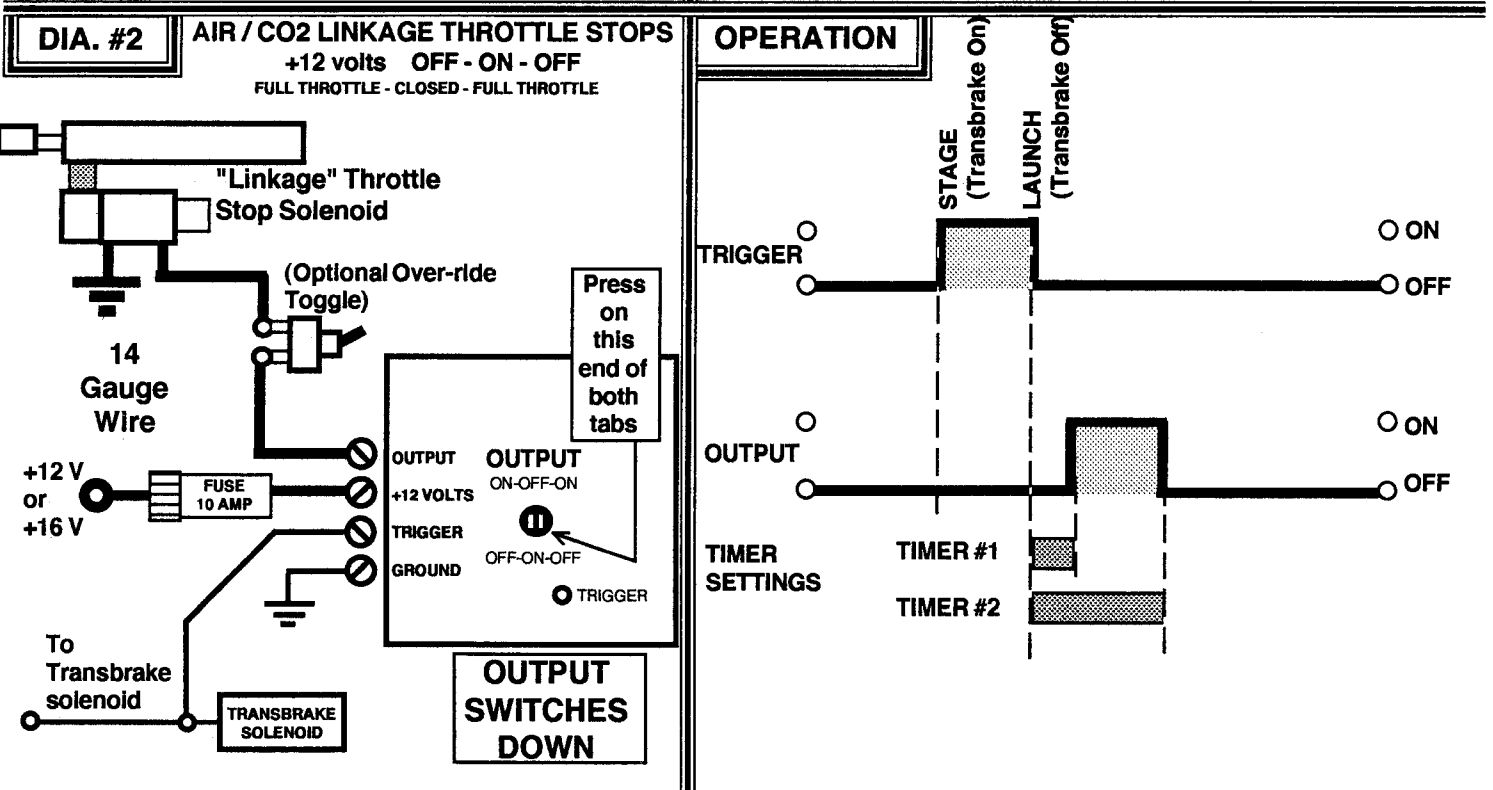 DIA. #2
AIR / CO2 LINKAGE THROTTLE STOPS
+12 volts OFF - ON - OFF
FULL THROTTLE - CLOSED - FULL THROTTLE
"Linkage" Throttle
Stop Solenoid
(Optional Over-ride
Toggle)
Press
on
this
end of
both
tabs
14
Gauge
Wire
+12 V
or
+16 V
FUSE
10 AMP
OUTPUT
+12 VOLTS
TRIGGER
GROUND
OUTPUT
ON-OFF-ON
OFF-ON-OFF
TRIGGER
To
Transbrake
solenoid
TRANSBRAKE
SOLENOID
OUTPUT
SWITCHES
DOWN
OPERATION
STAGE
(Transbrake On)
LAUNCH
(Transbrake Off)
TRIGGER
ON
OFF
OUTPUT
ON
OFF
TIMER
SETTINGS
TIMER #1
TIMER #2